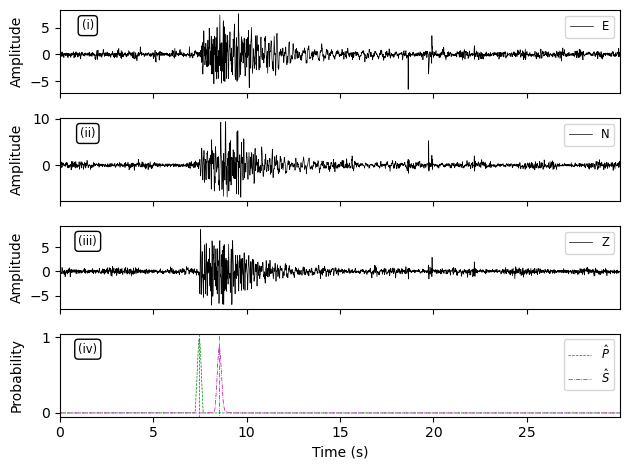 Amplitude
(i)
E
5
0
−5
Amplitude
(ii)
N
10
0
Amplitude
(iii)
Z
5
0
−5
Probability
(iv)
P̂
Ŝ
1
0
0 5 10 15 20 25
Time (s)